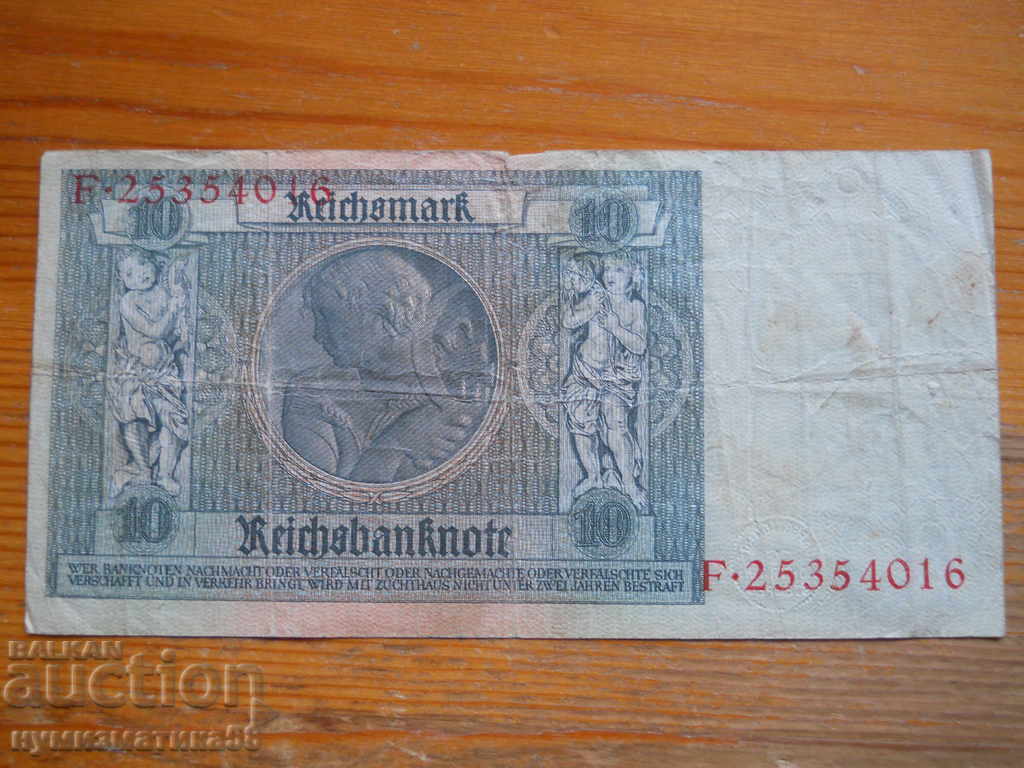 F·25354016
10 Reichsmark 10
10 Reichsbanknote 10
WER BANKNOTEN NACHMACHT ODER VERFÄLSCHT ODER NACHGEMACHTE ODER VERFÄLSCHTE SICH
VERSCHAFFT UND IN VERKEHR BRINGT, WIRD MIT ZUCHTHAUS NICHT UNTER ZWEI JAHREN BESTRAFT
F·25354016
BALKAN
auction
нумизматика58